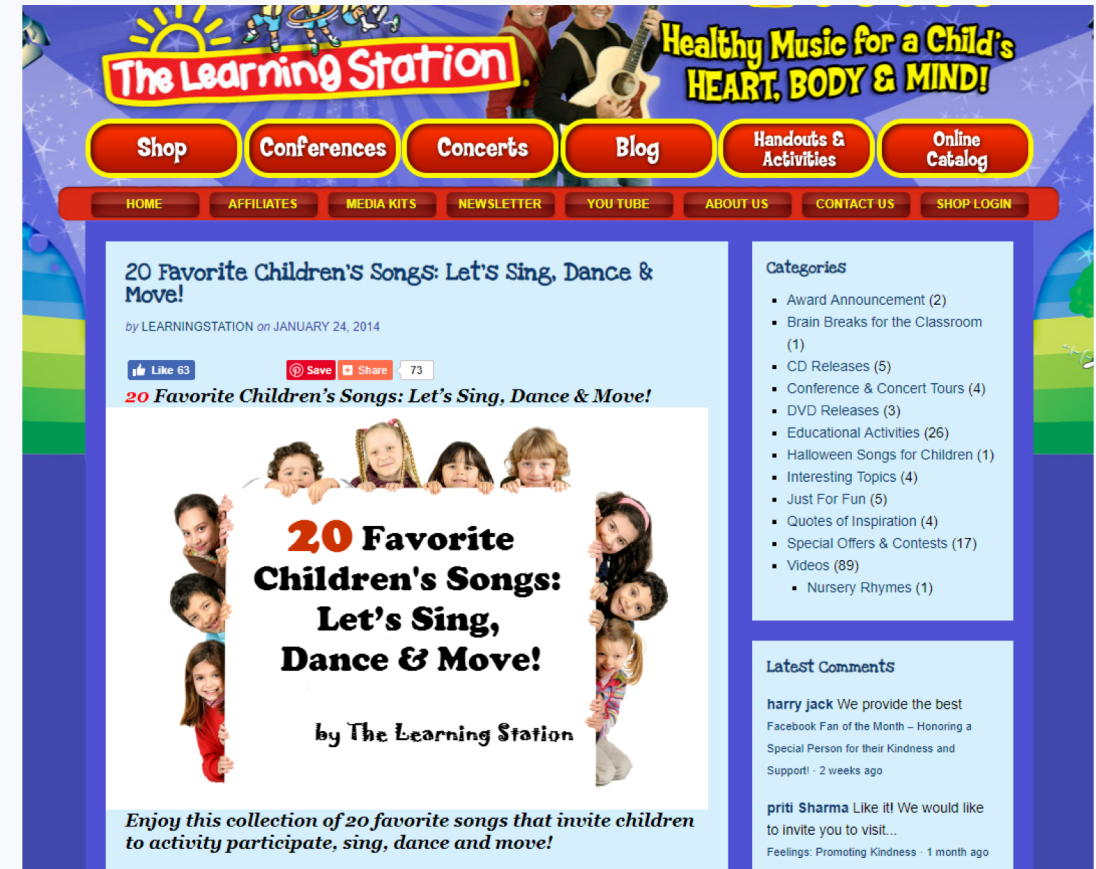 The Learning Station
Healthy Music for a Child's
HEART, BODY & MIND!
Shop
Conferences
Concerts
Blog
Handouts &
Activities
Online
Catalog
HOME
AFFILIATES
MEDIA KITS
NEWSLETTER
YOU TUBE
ABOUT US
CONTACT US
SHOP LOGIN
20 Favorite Children's Songs: Let's Sing, Dance &
Move!
by LEARNINGSTATION on JANUARY 24, 2014
Like 63
Save
Share
73
20 Favorite Children's Songs: Let's Sing, Dance & Move!
20 Favorite
Children's Songs:
Let's Sing,
Dance & Move!
by The Learning Station
Enjoy this collection of 20 favorite songs that invite children
to activity participate, sing, dance and move!
Categories
Award Announcement (2)
Brain Breaks for the Classroom
(1)
CD Releases (5)
Conference & Concert Tours (4)
DVD Releases (3)
Educational Activities (26)
Halloween Songs for Children (1)
Interesting Topics (4)
Just For Fun (5)
Quotes of Inspiration (4)
Special Offers & Contests (17)
Videos (89)
Nursery Rhymes (1)
Latest Comments
harry jack We provide the best
Facebook Fan of the Month – Honoring a
Special Person for their Kindness and
Support! · 2 weeks ago
priti Sharma Like it! We would like
to invite you to visit...
Feelings: Promoting Kindness · 1 month ago